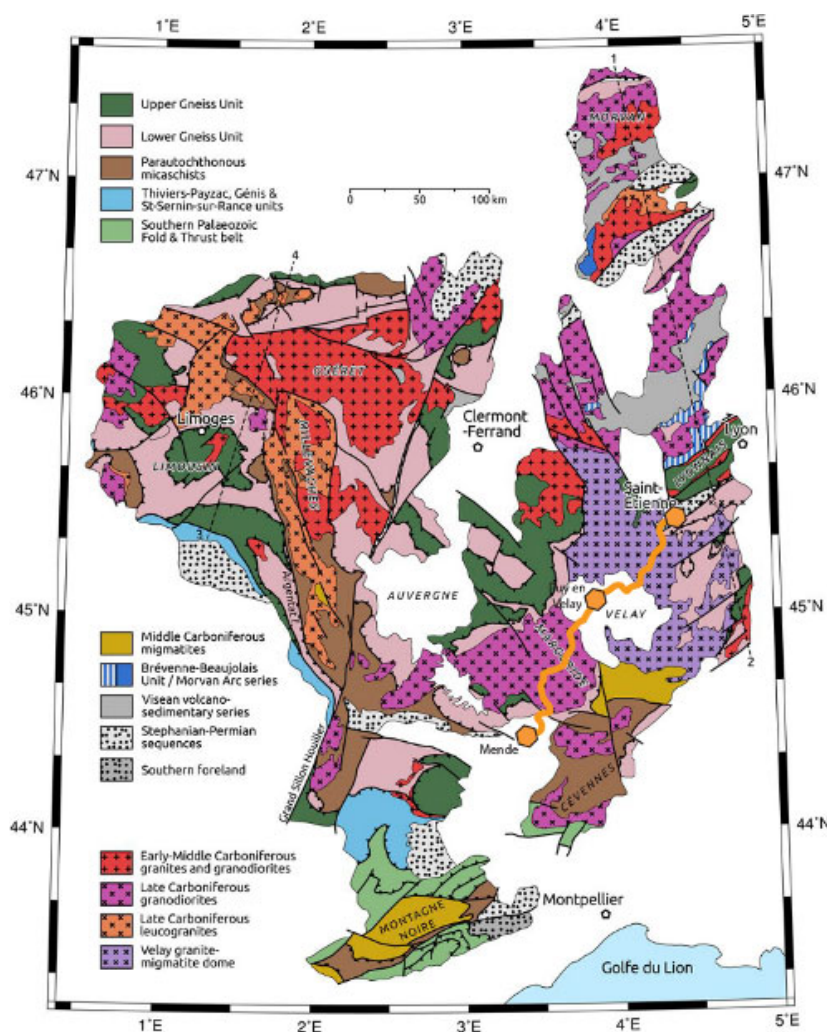 1°E
2°E
3°E
4°E
5°E
1
MORVAN
Upper Gneiss Unit
Lower Gneiss Unit
Parautochthonous
micaschists
Thiviers-Payzac, Génis &
St-Sernin-sur-Rance units
Southern Palaeozoic
Fold & Thrust belt
0
50
100 km
47°N
47°N
4
GUÉRET
46°N
46°N
Limoges
LIMOUSIN
MILLEVACHES
Clermont
-Ferrand
Lyon
LYONNAIS
Saint-
Etienne
3
Argentat
45°N
45°N
AUVERGNE
Puy en
Velay
VELAY
MARGERIDE
2
Middle Carboniferous
migmatites
Brévenne-Beaujolais
Unit / Morvan Arc series
Visean volcano-
sedimentary series
Stephanian-Permian
sequences
Southern foreland
Mende
Grand Sillon Houiller
CÉVENNES
44°N
44°N
Early-Middle Carboniferous
granites and granodiorites
Late Carboniferous
granodiorites
Late Carboniferous
leucogranites
Velay granite-
migmatite dome
MONTAGNE
NOIRE
Montpellier
Golfe du Lion
1°E
2°E
3°E
4°E
5°E